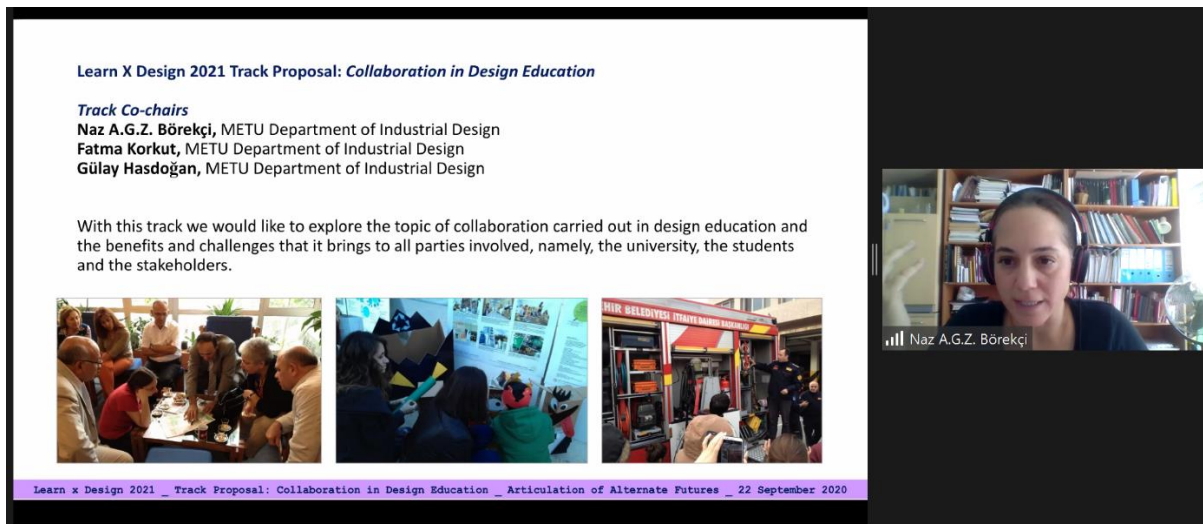 Learn X Design 2021 Track Proposal: Collaboration in Design Education
Track Co-chairs
Naz A.G.Z. Börekçi, METU Department of Industrial Design
Fatma Korkut, METU Department of Industrial Design
Gülay Hasdoğan, METU Department of Industrial Design
With this track we would like to explore the topic of collaboration carried out in design education and
the benefits and challenges that it brings to all parties involved, namely, the university, the students
and the stakeholders.
HİR BELEDİYESİ İTFAİYE DAİRESİ BAŞKANLIĞI
Learn x Design 2021 _ Track Proposal: Collaboration in Design Education _ Articulation of Alternate Futures _ 22 September 2020
Naz A.G.Z. Börekçi